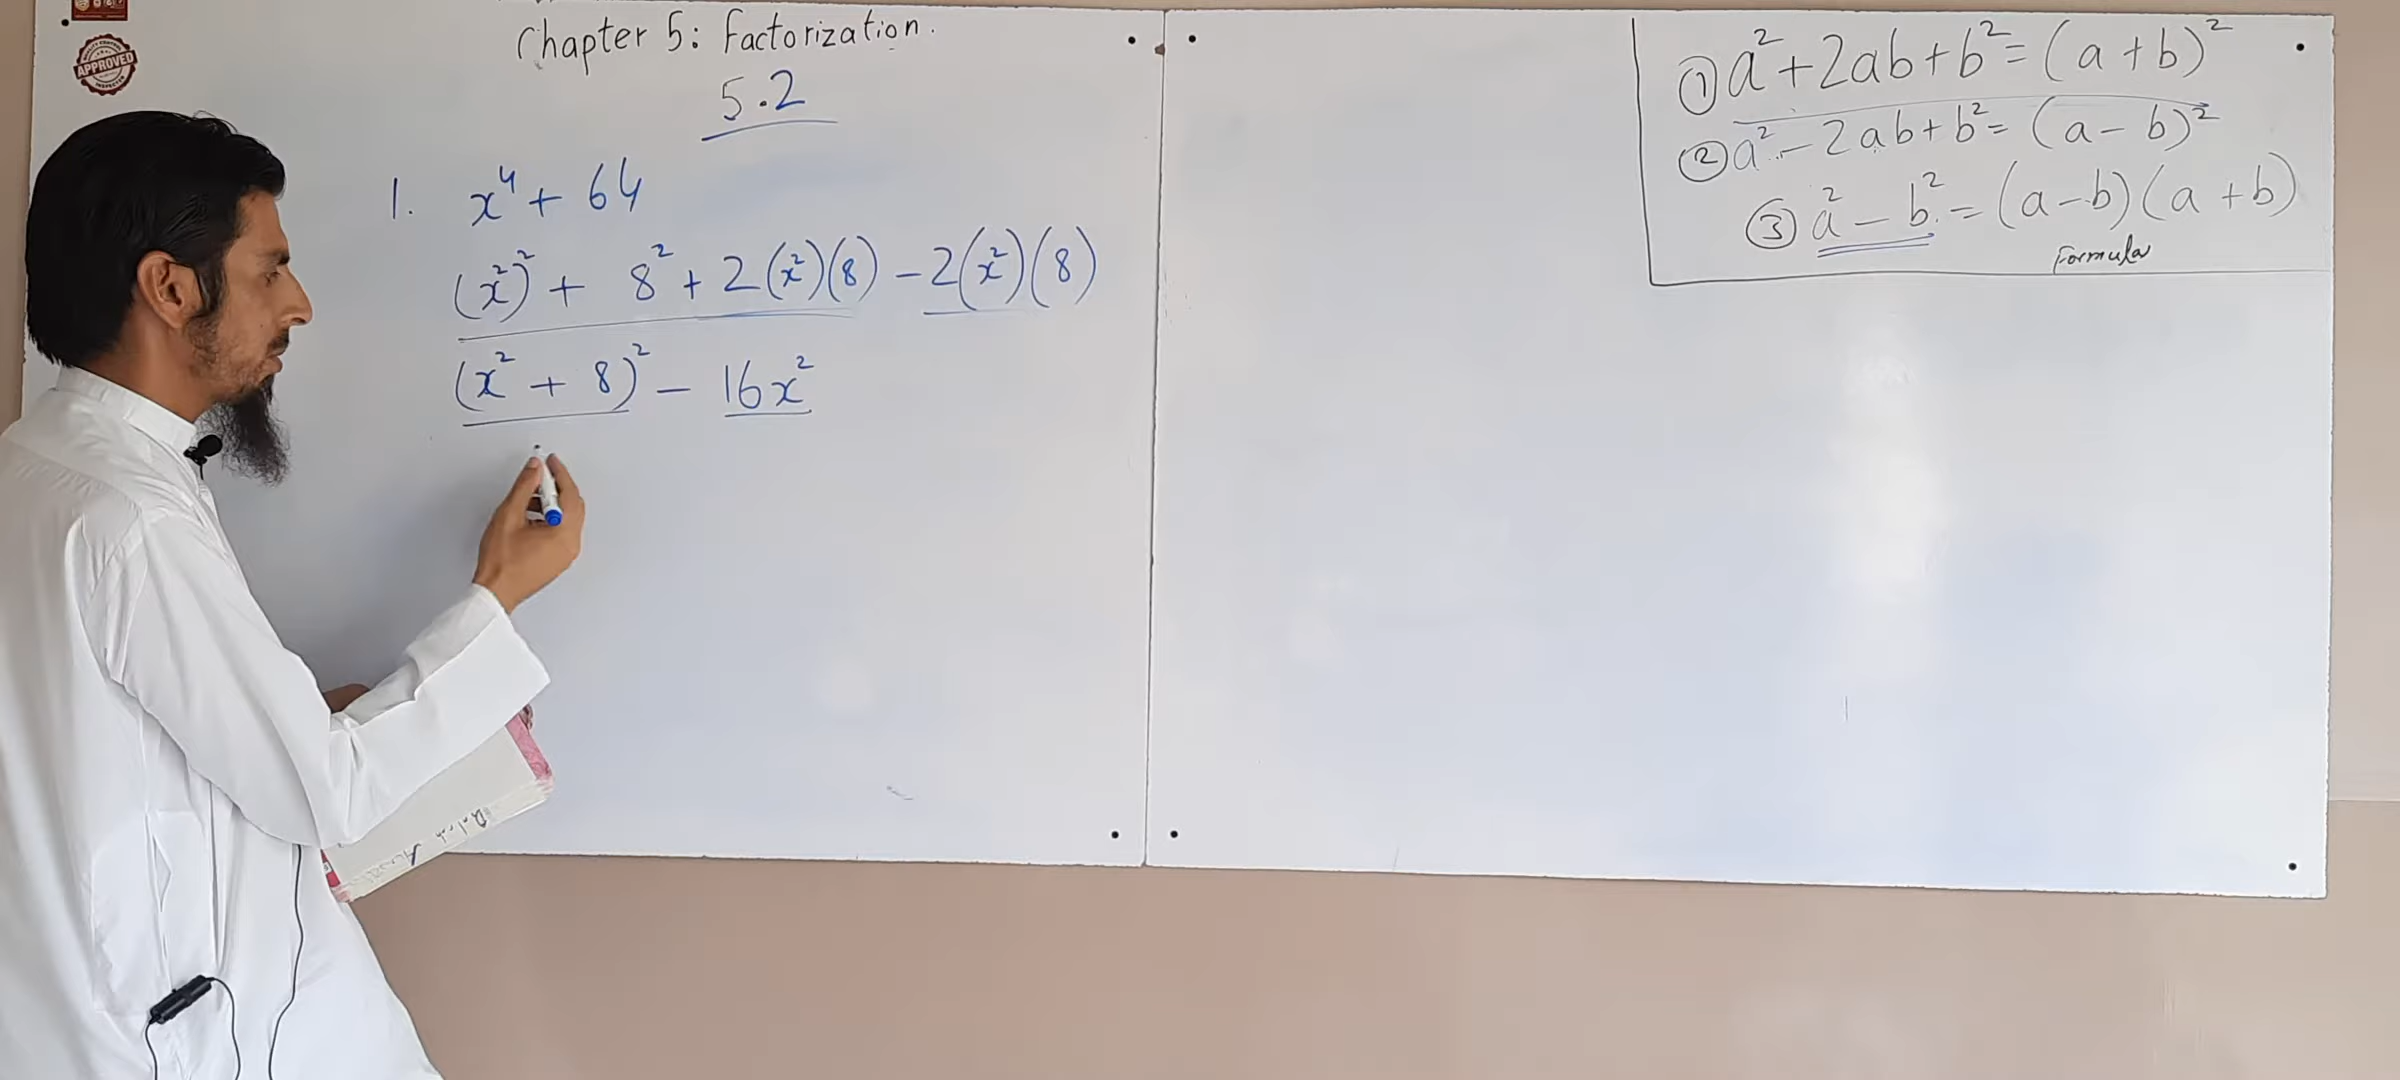 Chapter 5: Factorization.
5.2
1. x⁴ + 64
(x²)² + 8² + 2(x²)(8) - 2(x²)(8)
(x² + 8)² - 16x²
① a² + 2ab + b² = (a + b)²
② a² - 2ab + b² = (a - b)²
③ a² - b² = (a - b)(a + b)
Formula
APPROVED